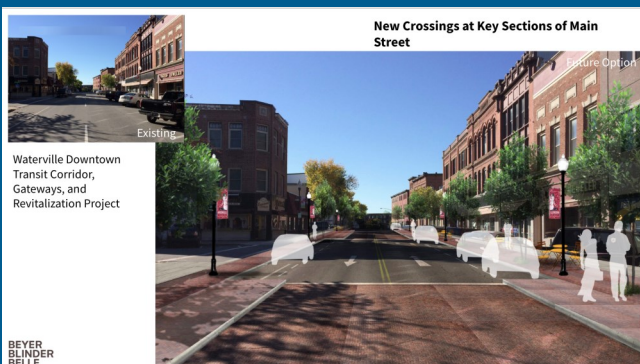 New Crossings at Key Sections of Main
Street
Future Option
Existing
Waterville Downtown
Transit Corridor,
Gateways, and
Revitalization Project
BEYER
BLINDER
BELLE